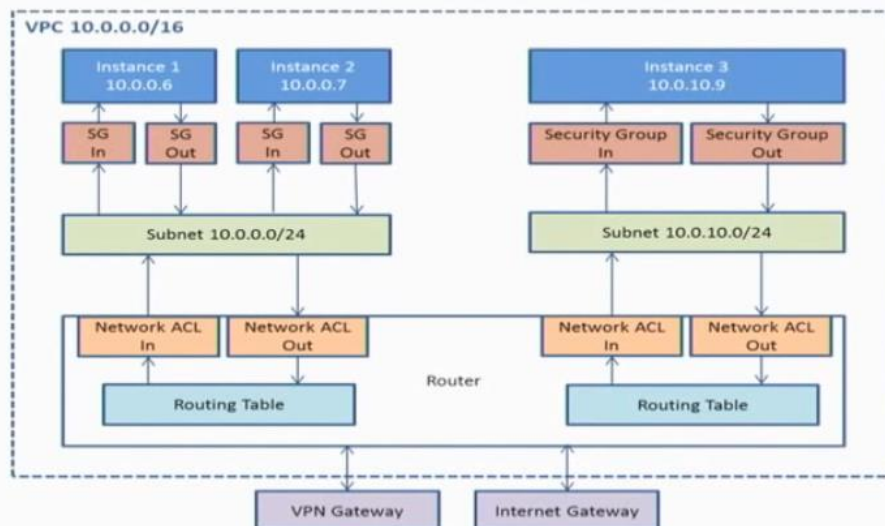 VPC 10.0.0.0/16
Instance 1
10.0.0.6
Instance 2
10.0.0.7
Instance 3
10.0.10.9
SG
In
SG
Out
SG
In
SG
Out
Security Group
In
Security Group
Out
Subnet 10.0.0.0/24
Subnet 10.0.10.0/24
Network ACL
In
Network ACL
Out
Network ACL
In
Network ACL
Out
Router
Routing Table
Routing Table
VPN Gateway
Internet Gateway